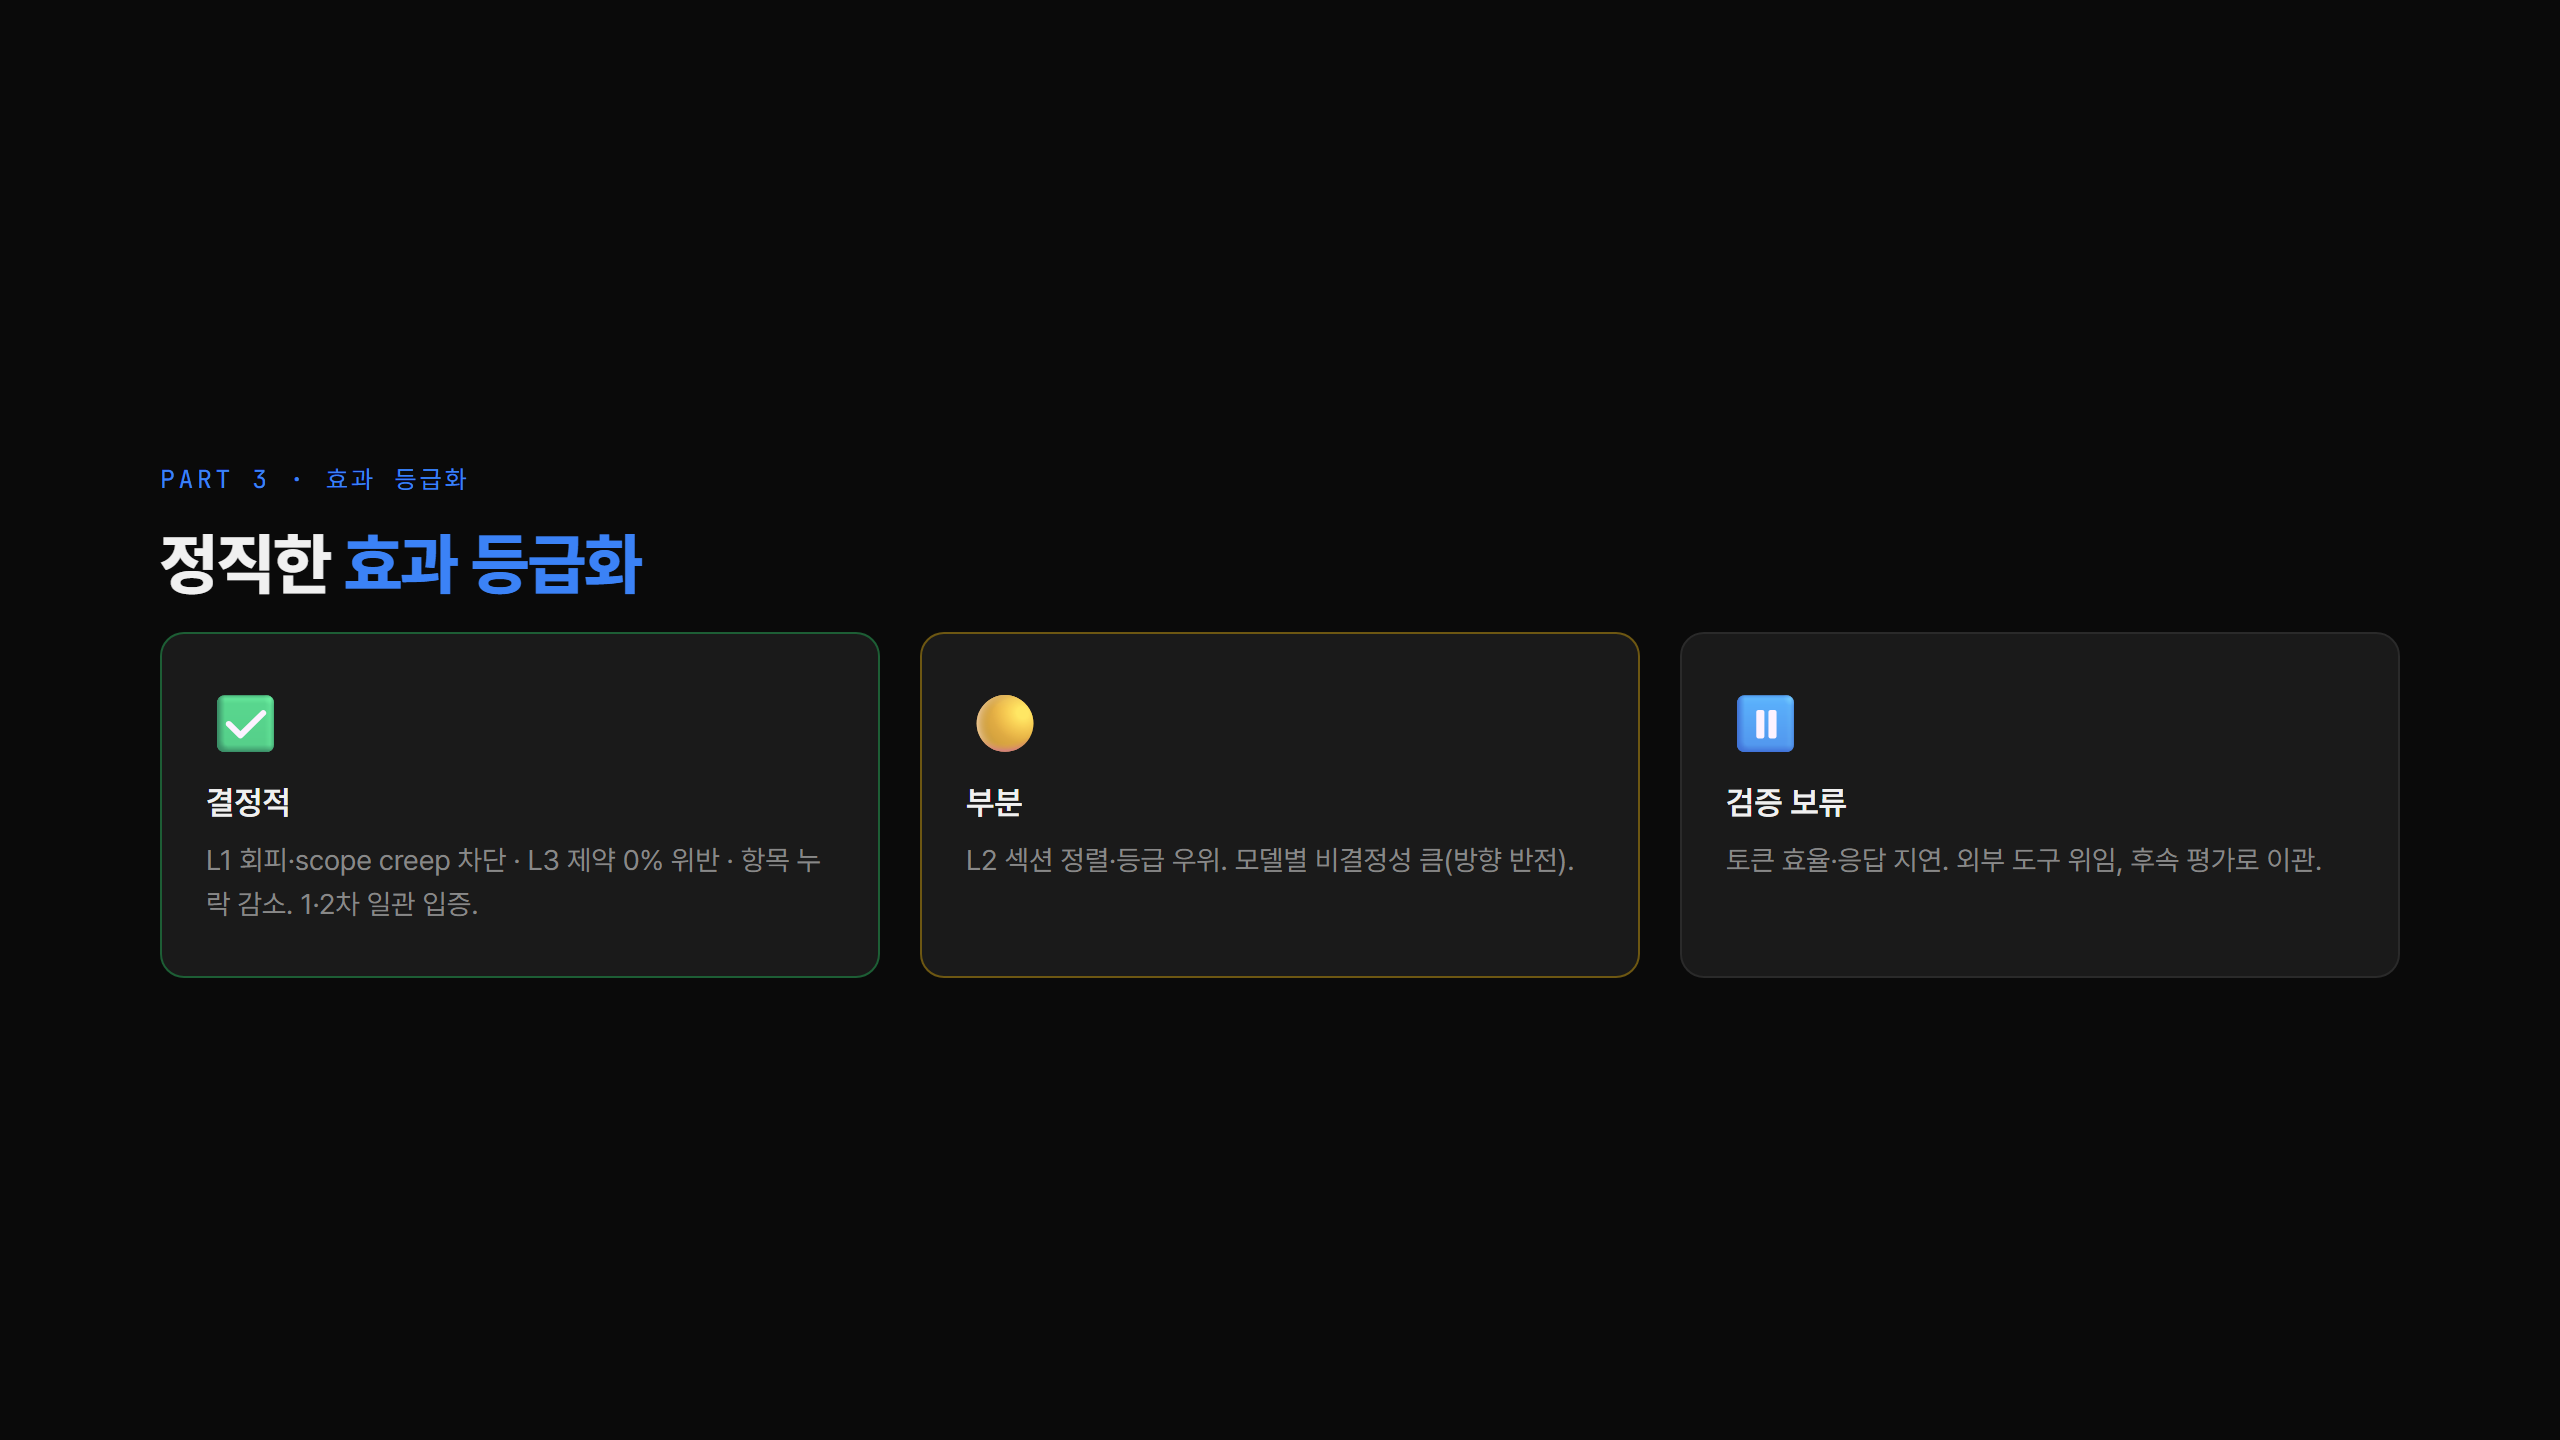 PART 3 · 효과 등급화
정직한 효과 등급화
결정적
L1 회피·scope creep 차단 · L3 제약 0% 위반 · 항목 누
락 감소. 1·2차 일관 입증.
부분
L2 섹션 정렬·등급 우위. 모델별 비결정성 큼(방향 반전).
검증 보류
토큰 효율·응답 지연. 외부 도구 위임, 후속 평가로 이관.